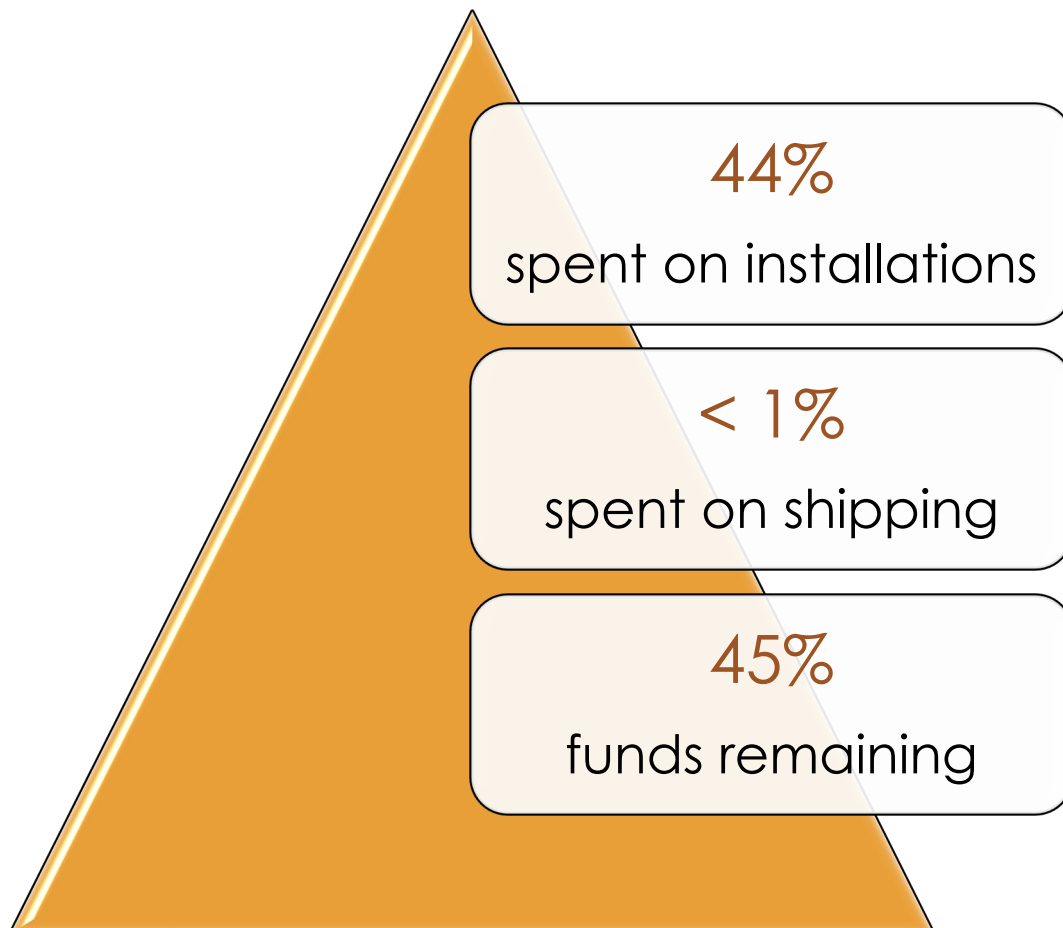 44%
spent on installations
< 1%
spent on shipping
45%
funds remaining